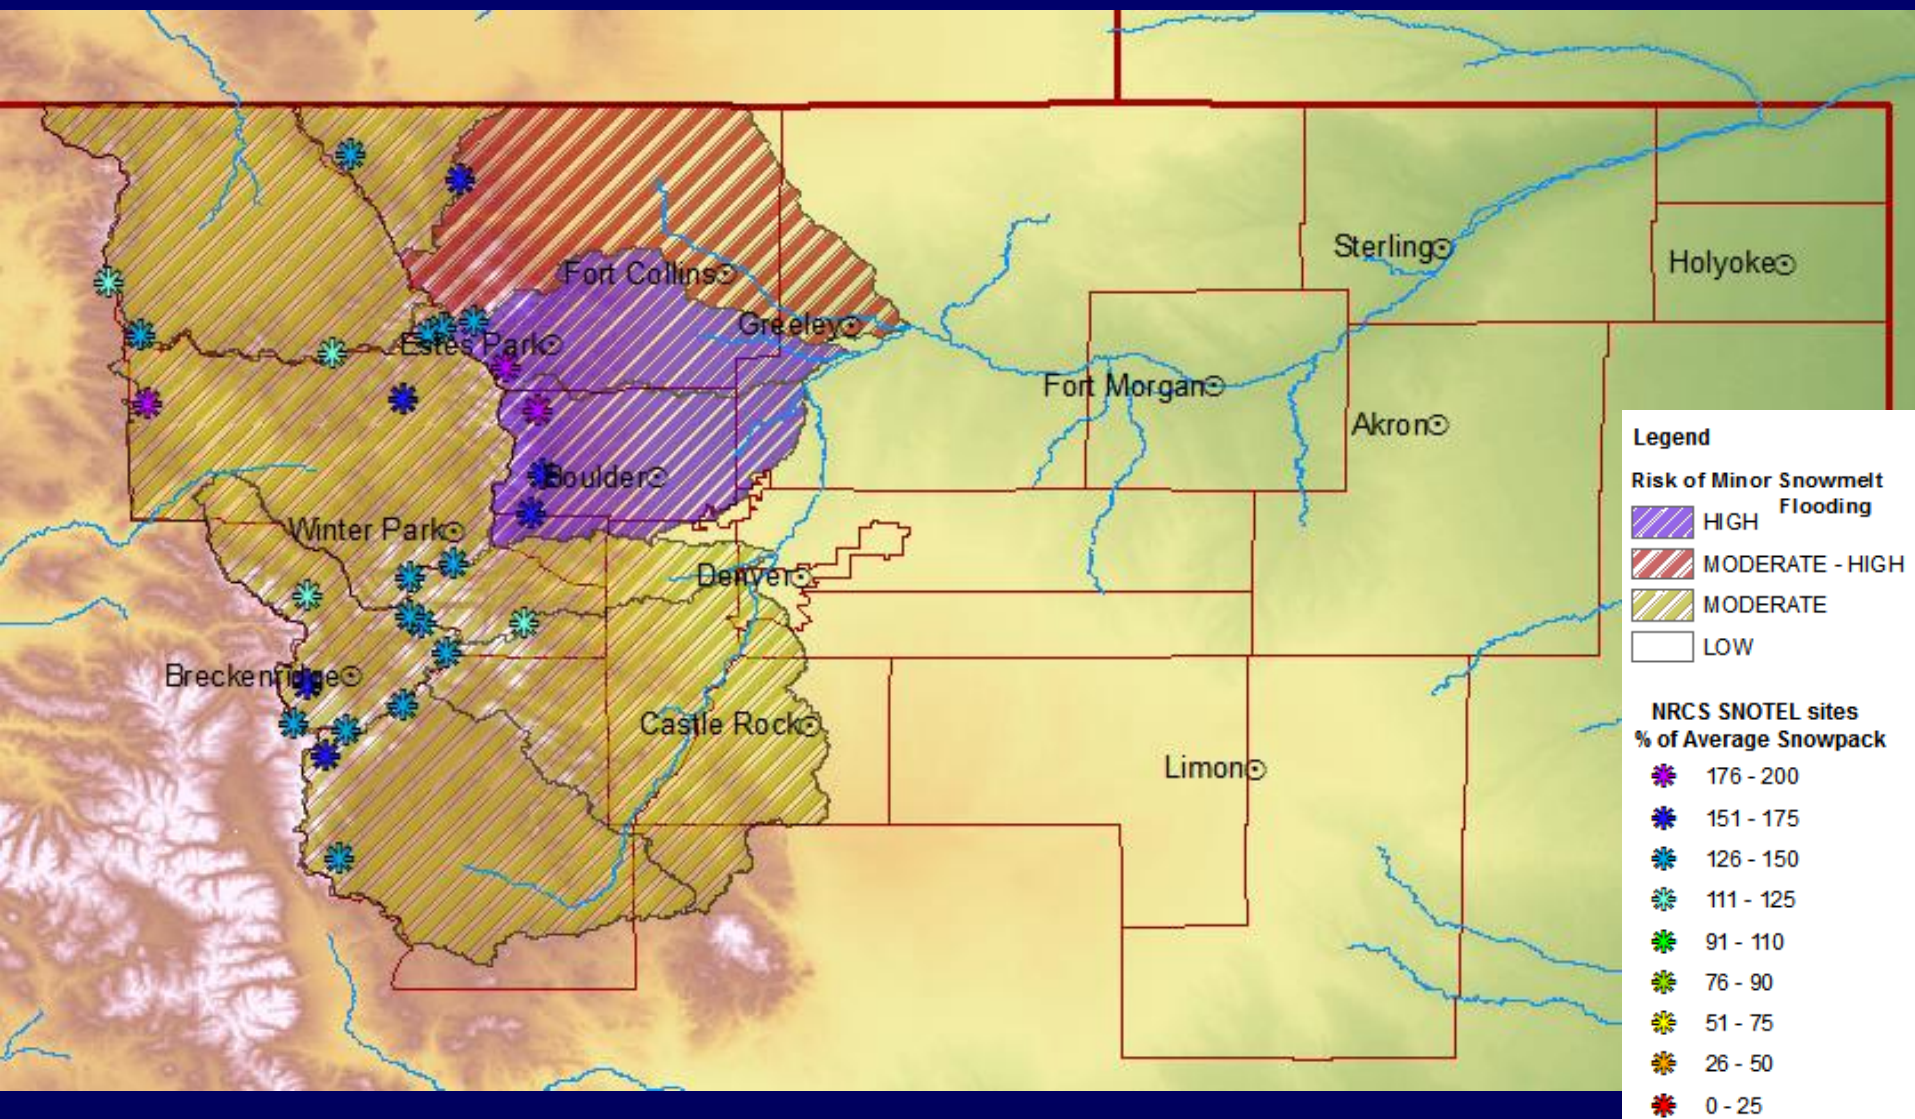 Sterling
Holyoke
Fort Collins
Greeley
Estes Park
Fort Morgan
Akron
Boulder
Winter Park
Denver
Breckenridge
Castle Rock
Limon
Legend
Risk of Minor Snowmelt
Flooding
HIGH
MODERATE - HIGH
MODERATE
LOW
NRCS SNOTEL sites
% of Average Snowpack
176 - 200
151 - 175
126 - 150
111 - 125
91 - 110
76 - 90
51 - 75
26 - 50
0 - 25